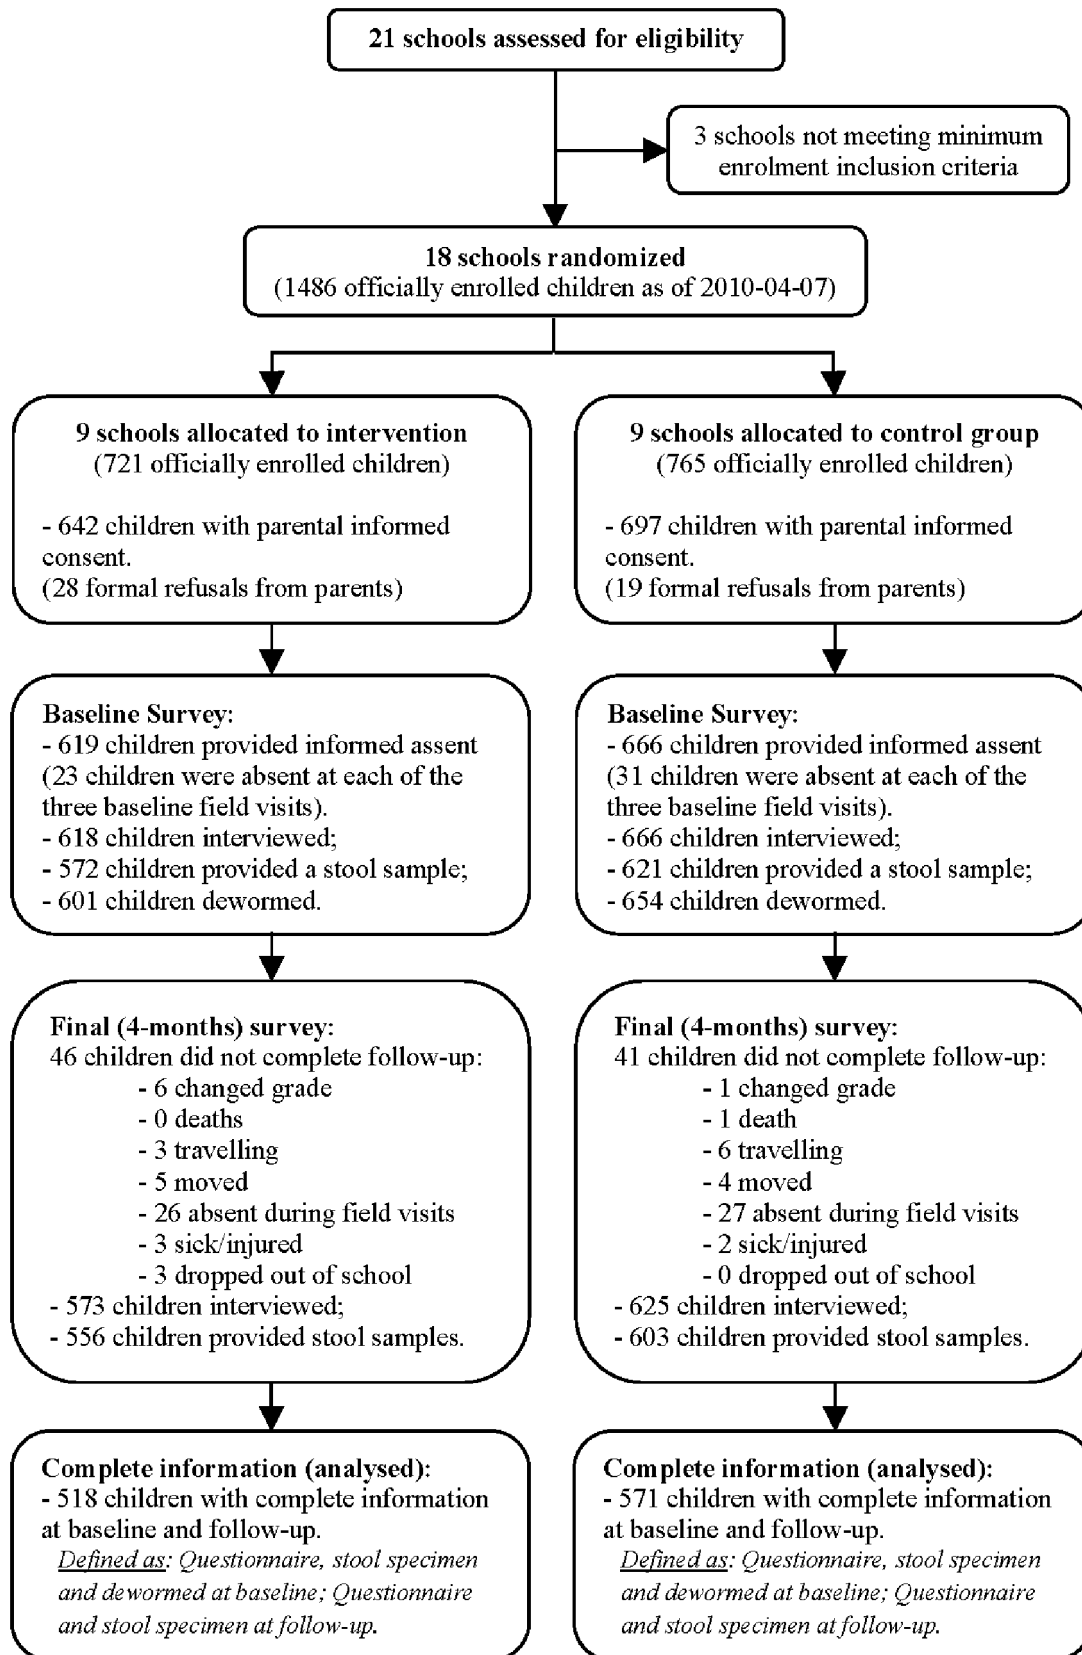 21 schools assessed for eligibility
3 schools not meeting minimum
enrolment inclusion criteria
18 schools randomized
(1486 officially enrolled children as of 2010-04-07)
9 schools allocated to intervention
(721 officially enrolled children)
- 642 children with parental informed
consent.
(28 formal refusals from parents)
9 schools allocated to control group
(765 officially enrolled children)
- 697 children with parental informed
consent.
(19 formal refusals from parents)
Baseline Survey:
- 619 children provided informed assent
(23 children were absent at each of the
three baseline field visits).
- 618 children interviewed;
- 572 children provided a stool sample;
- 601 children dewormed.
Baseline Survey:
- 666 children provided informed assent
(31 children were absent at each of the
three baseline field visits).
- 666 children interviewed;
- 621 children provided a stool sample;
- 654 children dewormed.
Final (4-months) survey:
46 children did not complete follow-up:
- 6 changed grade
- 0 deaths
- 3 travelling
- 5 moved
- 26 absent during field visits
- 3 sick/injured
- 3 dropped out of school
- 573 children interviewed;
- 556 children provided stool samples.
Final (4-months) survey:
41 children did not complete follow-up:
- 1 changed grade
- 1 death
- 6 travelling
- 4 moved
- 27 absent during field visits
- 2 sick/injured
- 0 dropped out of school
- 625 children interviewed;
- 603 children provided stool samples.
Complete information (analysed):
- 518 children with complete information
at baseline and follow-up.
Defined as: Questionnaire, stool specimen
and dewormed at baseline; Questionnaire
and stool specimen at follow-up.
Complete information (analysed):
- 571 children with complete information
at baseline and follow-up.
Defined as: Questionnaire, stool specimen
and dewormed at baseline; Questionnaire
and stool specimen at follow-up.